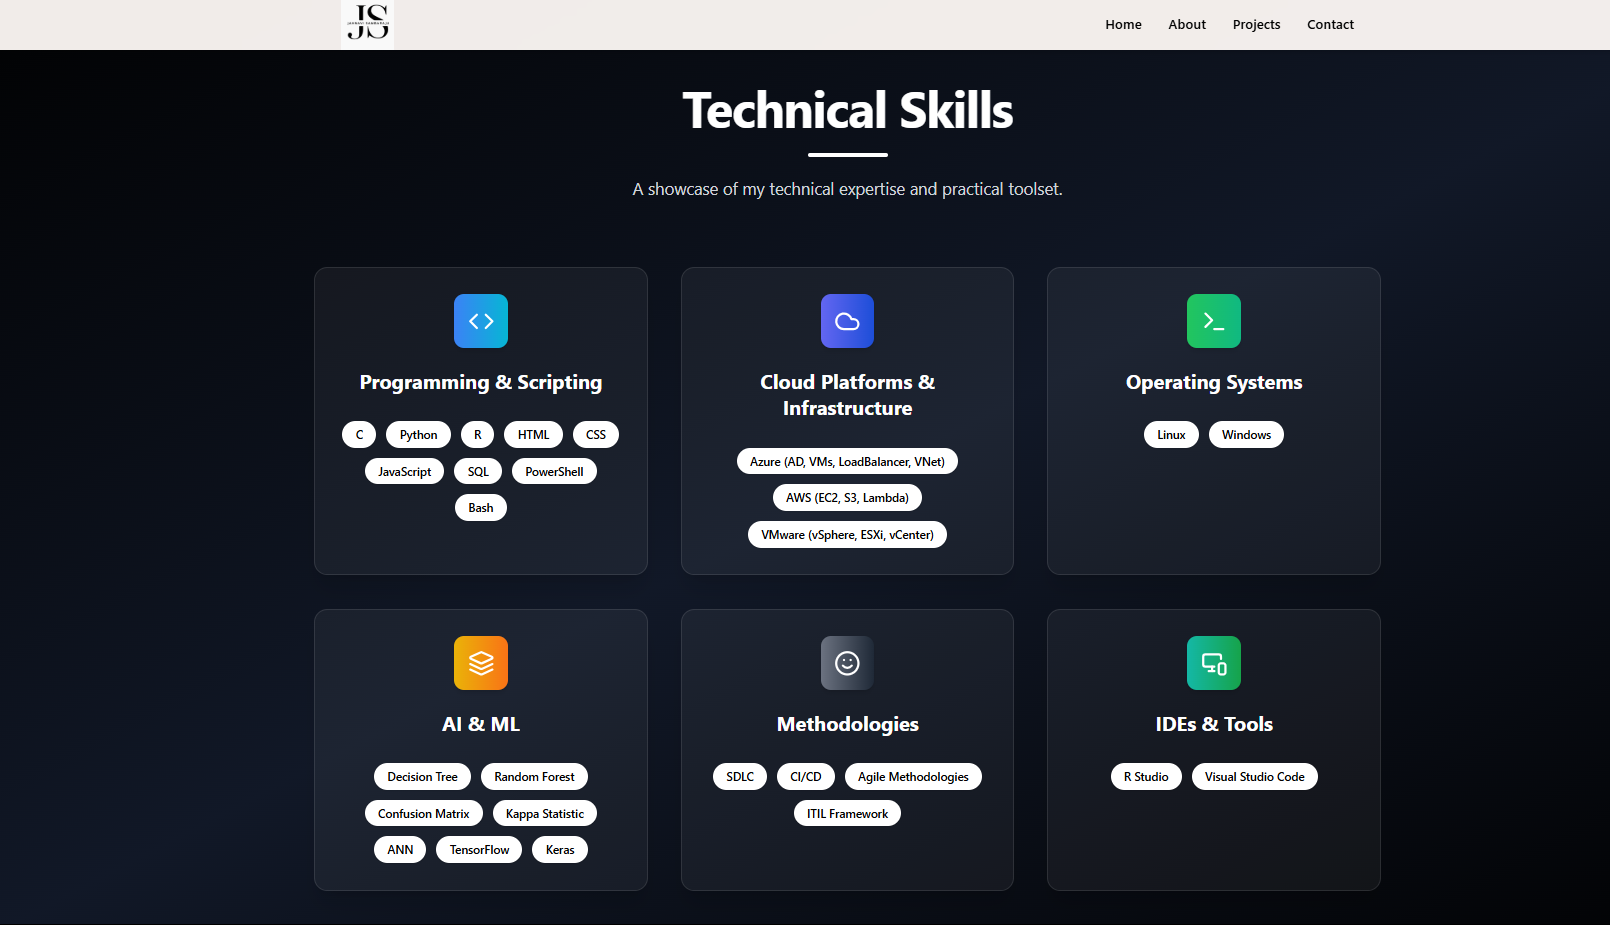 JS
Home About Projects Contact
Technical Skills
A showcase of my technical expertise and practical toolset.
Programming & Scripting
C Python R HTML CSS
JavaScript SQL PowerShell
Bash
Cloud Platforms &
Infrastructure
Azure (AD, VMs, LoadBalancer, VNet)
AWS (EC2, S3, Lambda)
VMware (vSphere, ESXi, vCenter)
Operating Systems
Linux Windows
AI & ML
Decision Tree Random Forest
Confusion Matrix Kappa Statistic
ANN TensorFlow Keras
Methodologies
SDLC CI/CD Agile Methodologies
ITIL Framework
IDEs & Tools
R Studio Visual Studio Code